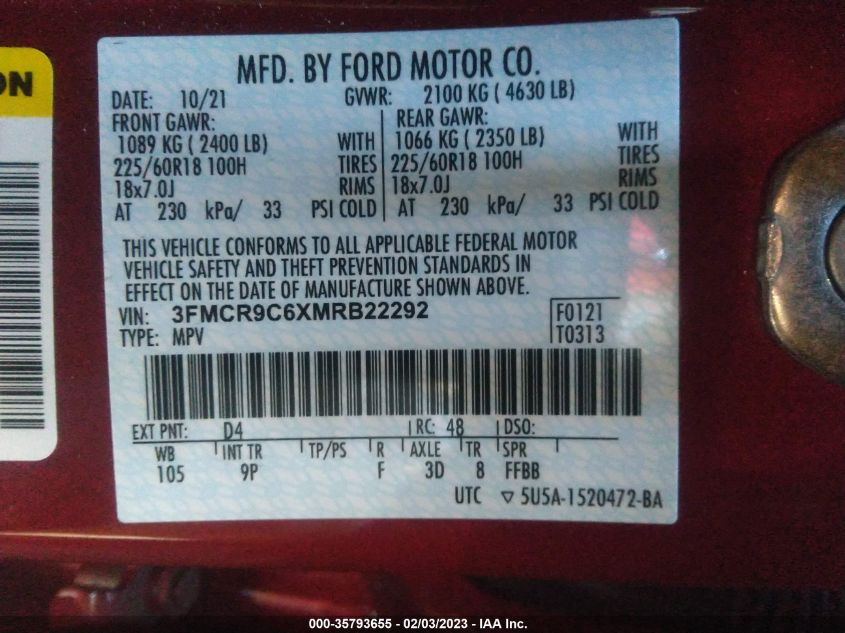 ON
MFD. BY FORD MOTOR CO.
DATE: 10/21 GVWR: 2100 KG ( 4630 LB)
FRONT GAWR: REAR GAWR:
1089 KG ( 2400 LB) WITH 1066 KG ( 2350 LB) WITH
225/60R18 100H TIRES 225/60R18 100H TIRES
18x7.0J RIMS 18x7.0J RIMS
AT 230 kPa/ 33 PSI COLD AT 230 kPa/ 33 PSI COLD
THIS VEHICLE CONFORMS TO ALL APPLICABLE FEDERAL MOTOR
VEHICLE SAFETY AND THEFT PREVENTION STANDARDS IN
EFFECT ON THE DATE OF MANUFACTURE SHOWN ABOVE.
VIN: 3FMCR9C6XMRB22292 F0121
TYPE: MPV T0313
EXT PNT: D4 RC: 48 DSO:
WB INT TR TP/PS R AXLE TR SPR
105 9P F 3D 8 FFBB
UTC ▽ 5U5A-1520472-BA
000-35793655 - 02/03/2023 - IAA Inc.